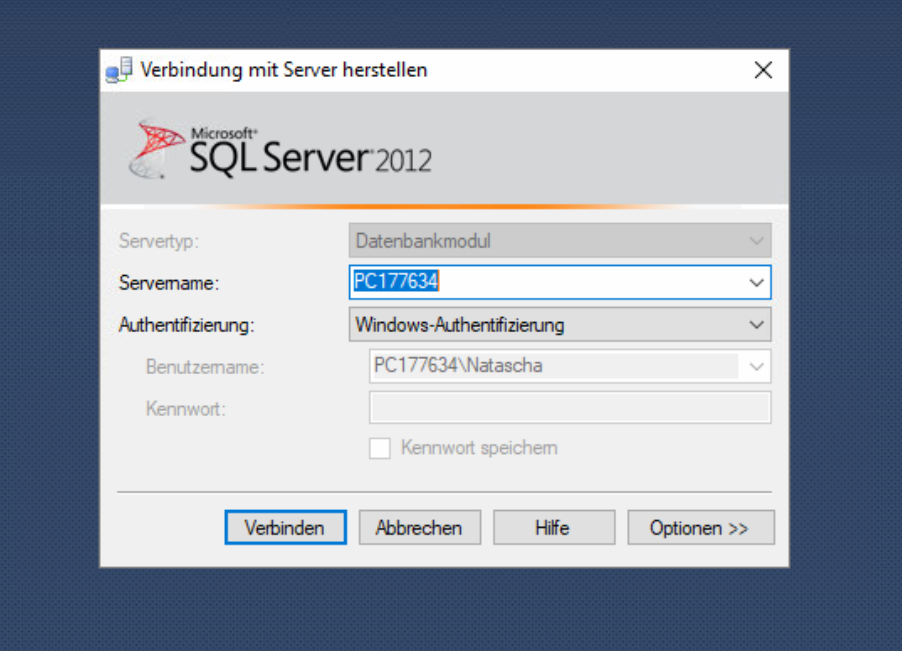 Verbindung mit Server herstellen
Microsoft®
SQL Server® 2012
Servertyp: Datenbankmodul
Servername: PC177634
Authentifizierung: Windows-Authentifizierung
Benutzername: PC177634\Natascha
Kennwort:
Kennwort speichern
Verbinden Abbrechen Hilfe Optionen >>